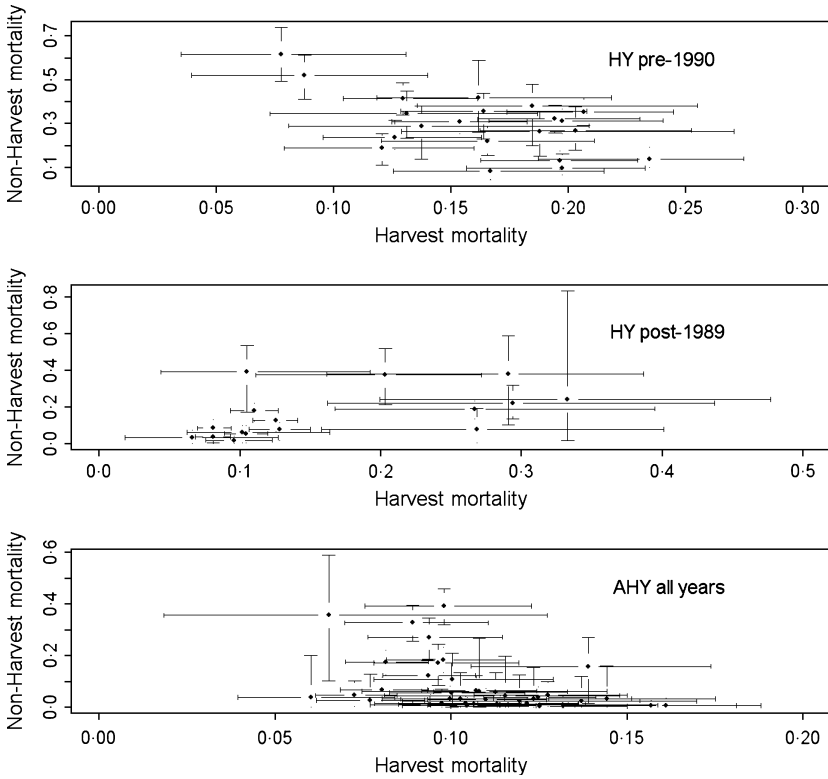 Non-Harvest mortality
0·7
0·5
0·3
0·1
HY pre-1990
0·00 0·05 0·10 0·15 0·20 0·25 0·30
Harvest mortality
Non-Harvest mortality
0·8
0·6
0·4
0·2
0·0
HY post-1989
0·0 0·1 0·2 0·3 0·4 0·5
Harvest mortality
Non-Harvest mortality
0·6
0·4
0·2
0·0
AHY all years
0·00 0·05 0·10 0·15 0·20
Harvest mortality